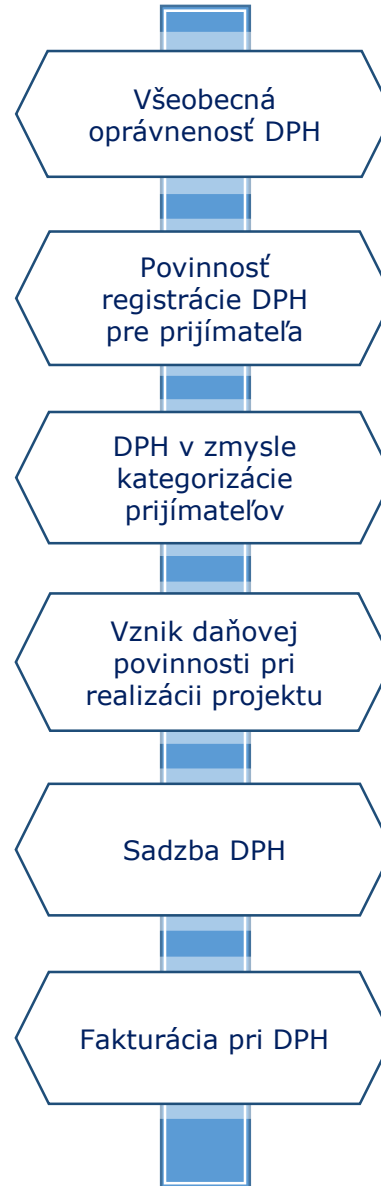 Všeobecná
oprávnenosť DPH
Povinnosť
registrácie DPH
pre prijímateľa
DPH v zmysle
kategorizácie
prijímateľov
Vznik daňovej
povinnosti pri
realizácii projektu
Sadzba DPH
Fakturácia pri DPH